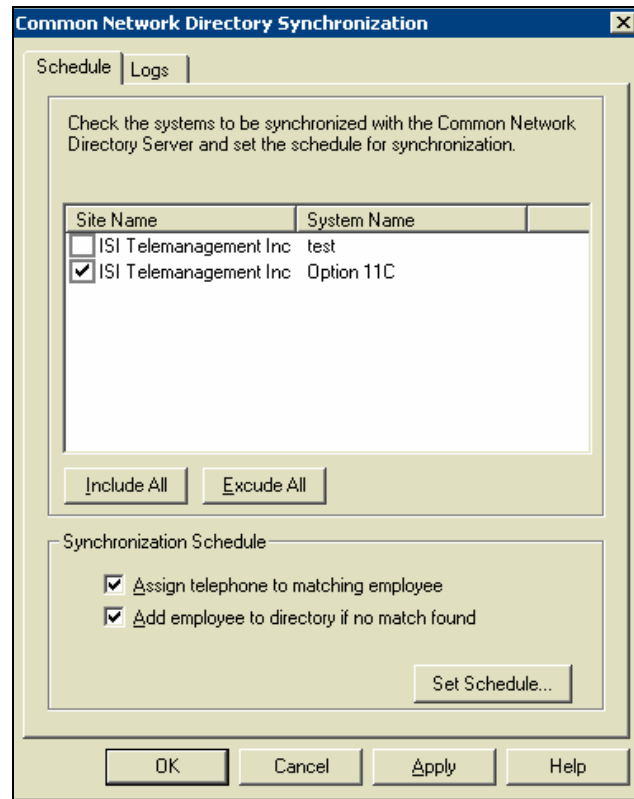 Common Network Directory Synchronization
Schedule Logs
Check the systems to be synchronized with the Common Network
Directory Server and set the schedule for synchronization.
Site Name System Name
ISI Telemanagement Inc test
ISI Telemanagement Inc Option 11C
Include All Excude All
Synchronization Schedule
Assign telephone to matching employee
Add employee to directory if no match found
Set Schedule...
OK Cancel Apply Help